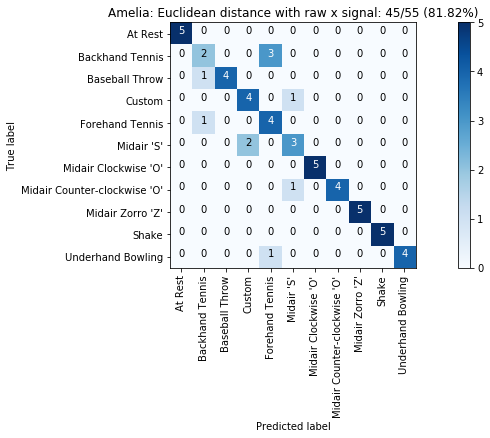 Amelia: Euclidean distance with raw x signal: 45/55 (81.82%)
True label
At Rest 5 0 0 0 0 0 0 0 0 0 0
Backhand Tennis 0 2 0 0 3 0 0 0 0 0 0
Baseball Throw 0 1 4 0 0 0 0 0 0 0 0
Custom 0 0 0 4 0 1 0 0 0 0 0
Forehand Tennis 0 1 0 0 4 0 0 0 0 0 0
Midair 'S' 0 0 0 2 0 3 0 0 0 0 0
Midair Clockwise 'O' 0 0 0 0 0 0 5 0 0 0 0
Midair Counter-clockwise 'O' 0 0 0 0 0 1 0 4 0 0 0
Midair Zorro 'Z' 0 0 0 0 0 0 0 0 5 0 0
Shake 0 0 0 0 0 0 0 0 0 5 0
Underhand Bowling 0 0 0 0 1 0 0 0 0 0 4
At Rest
Backhand Tennis
Baseball Throw
Custom
Forehand Tennis
Midair 'S'
Midair Clockwise 'O'
Midair Counter-clockwise 'O'
Midair Zorro 'Z'
Shake
Underhand Bowling
Predicted label
5
4
3
2
1
0